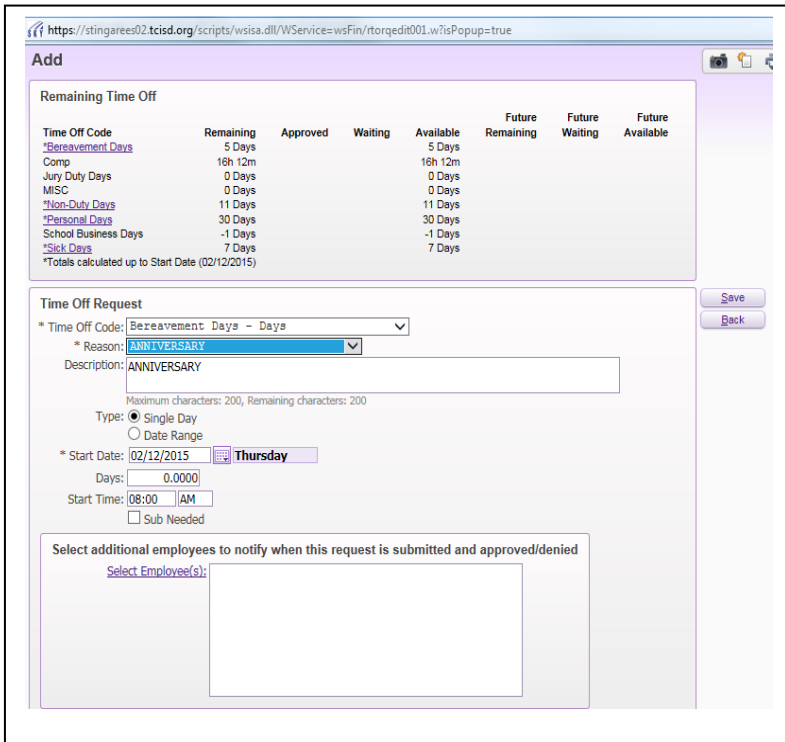 https://stingarees02.tcisd.org/scripts/wsisa.dll/WService=wsFin/rtorqedit001.w?isPopup=true
Add
Remaining Time Off
Future Future Future
Time Off Code Remaining Approved Waiting Available Remaining Waiting Available
*Bereavement Days 5 Days 5 Days
Comp 16h 12m 16h 12m
Jury Duty Days 0 Days 0 Days
MISC 0 Days 0 Days
*Non-Duty Days 11 Days 11 Days
*Personal Days 30 Days 30 Days
School Business Days -1 Days -1 Days
*Sick Days 7 Days 7 Days
*Totals calculated up to Start Date (02/12/2015)
Time Off Request
Save
Back
* Time Off Code: Bereavement Days - Days
* Reason: ANNIVERSARY
Description: ANNIVERSARY
Maximum characters: 200, Remaining characters: 200
Type: Single Day
Date Range
* Start Date: 02/12/2015 Thursday
Days: 0.0000
Start Time: 08:00 AM
Sub Needed
Select additional employees to notify when this request is submitted and approved/denied
Select Employee(s):